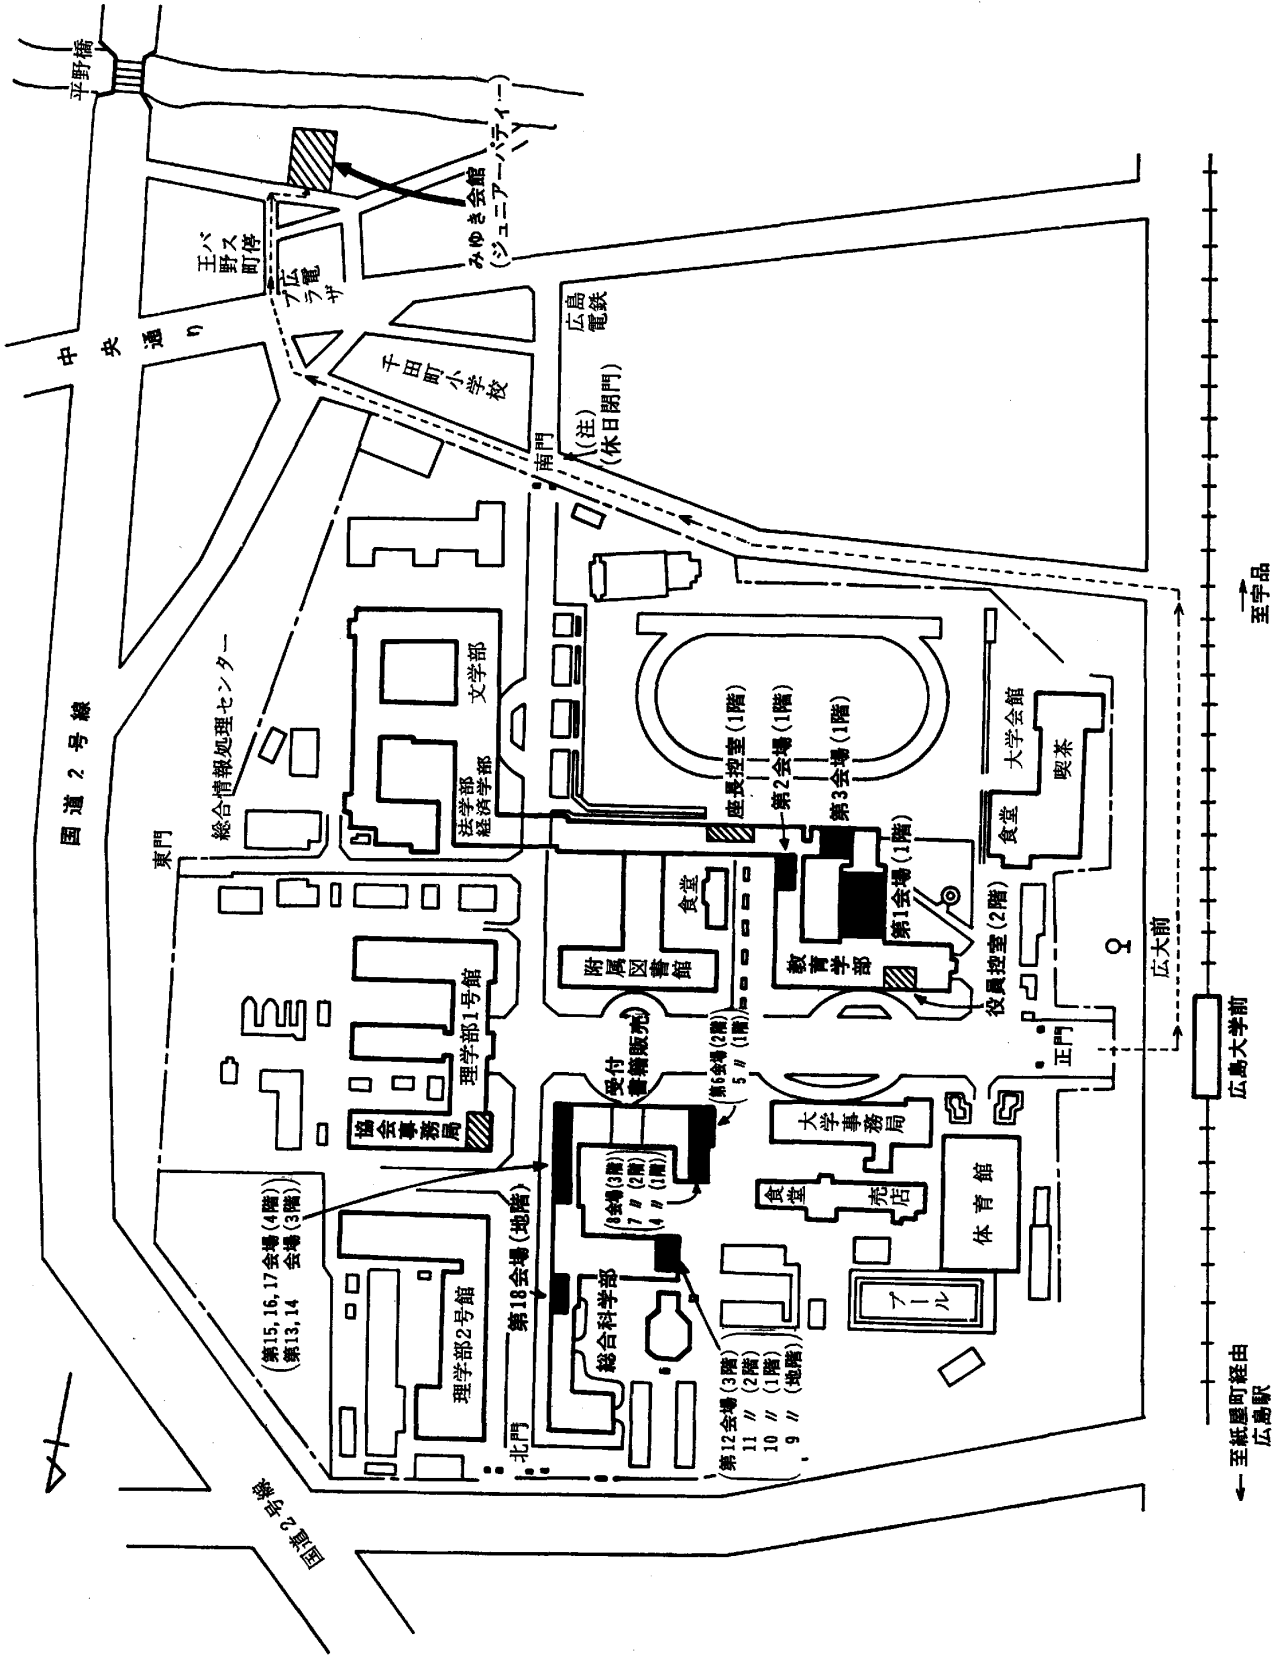 平野橋
みゆき会館
(ジュニアーパティー)
王バ
野ス
町停
広電
プラザ
中央通り
千田町小学校
広島
電鉄
南門
(注)
(休日閉門)
国道2号線
総合情報処理センター
東門
文学部
法学部
経済学部
座長控室(1階)
第2会場(1階)
第3会場(1階)
第1会場(1階)
役員控室(2階)
大学会館
喫茶
食堂
食堂
附属図書館
教育学部
理学部1号館
協会事務局
受付
書籍販売
第6会場(2階)
5 〃 (1階)
正門
広大前
広島大学前
→
至宇品
大学事務局
食堂
売店
体育館
プール
8会場(3階)
7 〃 (2階)
4 〃 (1階)
第15,16,17会場(4階)
第13,14 会場(3階)
第18会場(地階)
総合科学部
理学部2号館
北門
第12会場(3階)
11 〃 (2階)
10 〃 (1階)
9 〃 (地階)
国道2号線
← 至紙屋町経由
広島駅